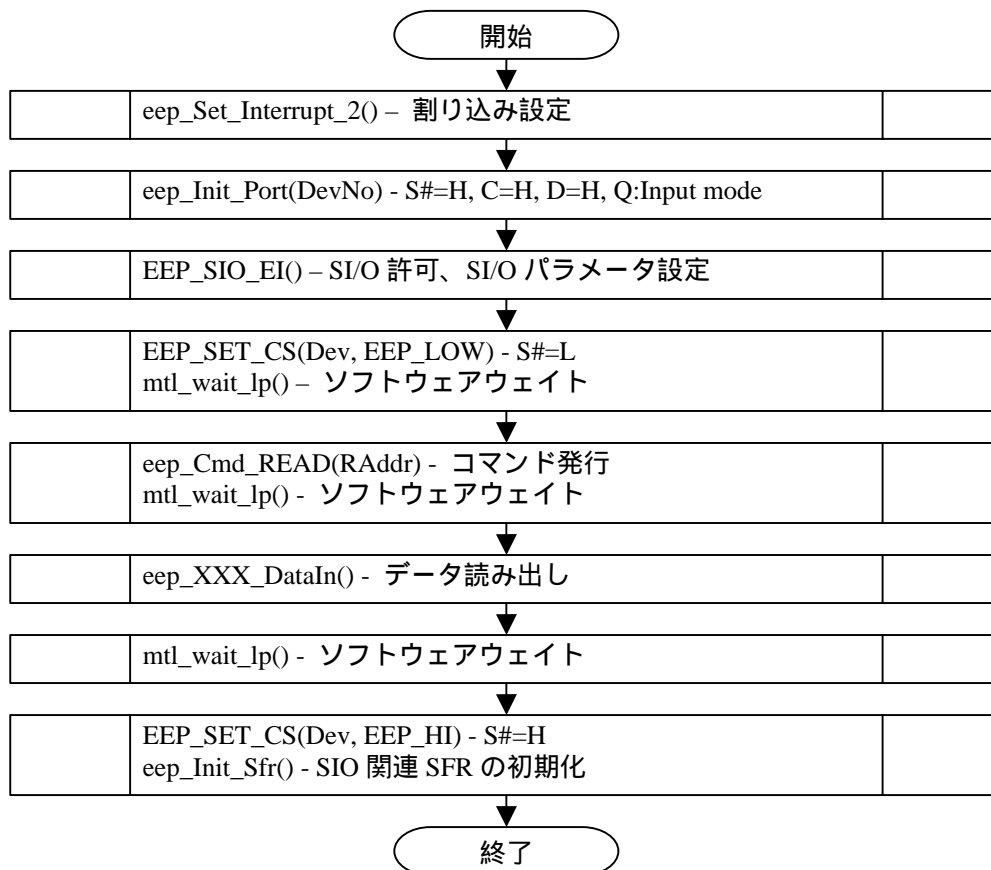 開始
eep_Set_Interrupt_2() – 割り込み設定
eep_Init_Port(DevNo) - S#=H, C=H, D=H, Q:Input mode
EEP_SIO_EI() – SI/O 許可、SI/O パラメータ設定
EEP_SET_CS(Dev, EEP_LOW) - S#=L
mtl_wait_lp() – ソフトウェアウェイト
eep_Cmd_READ(RAddr) - コマンド発行
mtl_wait_lp() - ソフトウェアウェイト
eep_XXX_DataIn() - データ読み出し
mtl_wait_lp() - ソフトウェアウェイト
EEP_SET_CS(Dev, EEP_HI) - S#=H
eep_Init_Sfr() - SIO 関連 SFR の初期化
終了